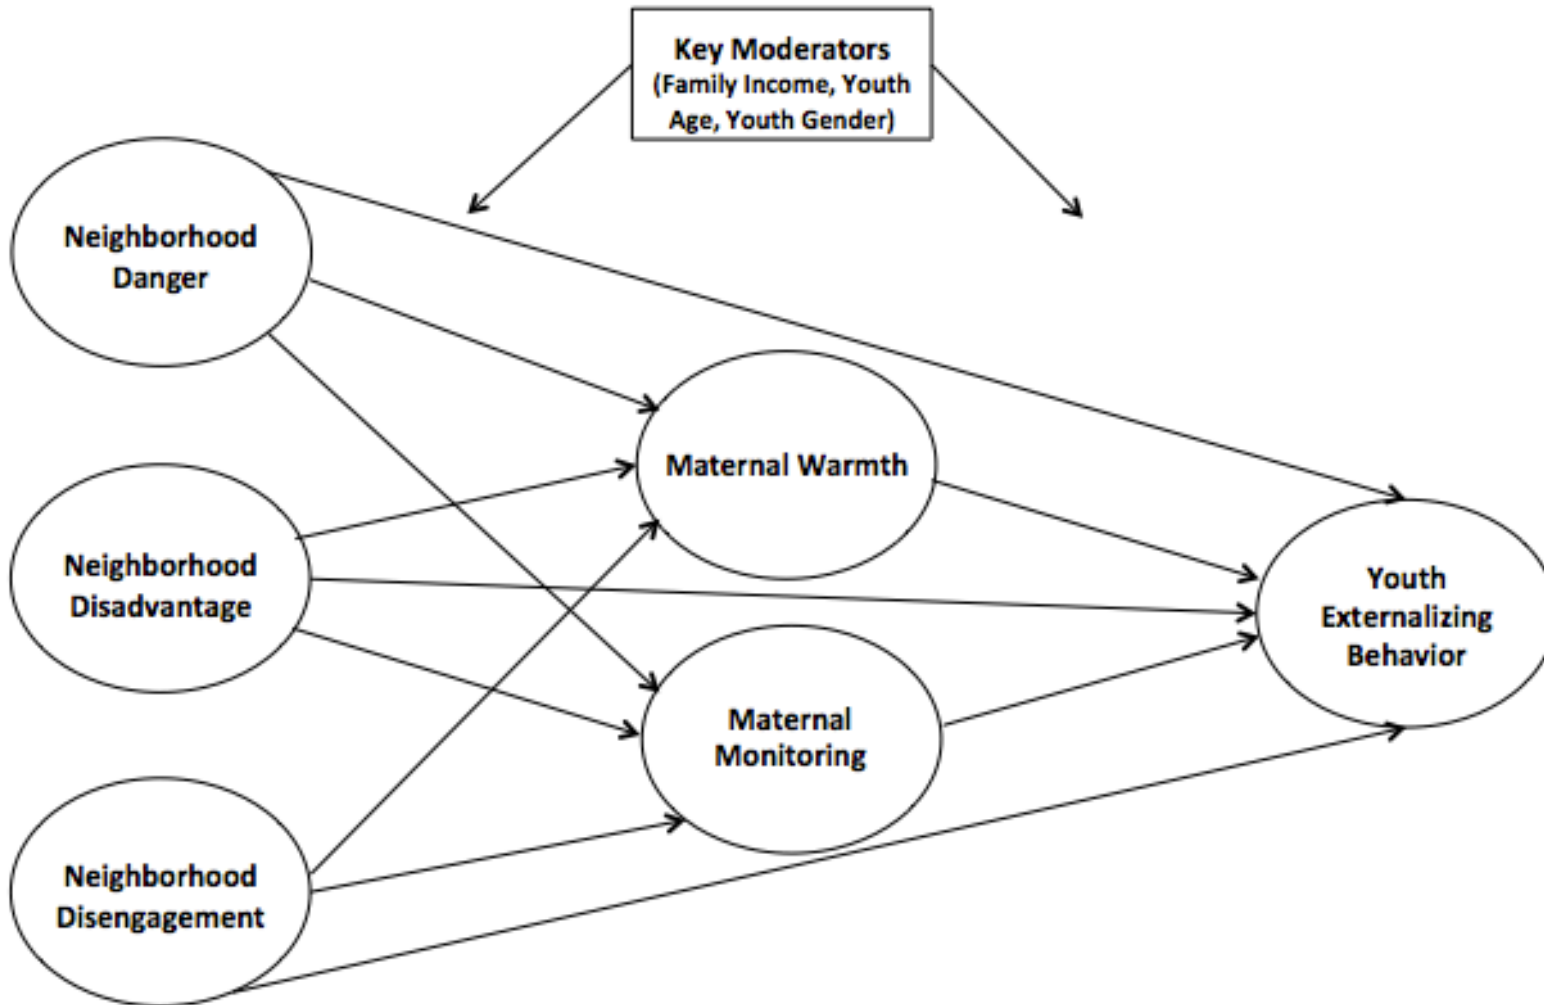 Key Moderators
(Family Income, Youth
Age, Youth Gender)
Neighborhood
Danger
Maternal Warmth
Neighborhood
Disadvantage
Youth
Externalizing
Behavior
Maternal
Monitoring
Neighborhood
Disengagement